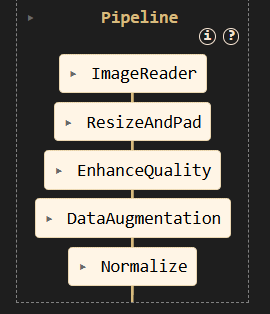 Pipeline
i ?
ImageReader
ResizeAndPad
EnhanceQuality
DataAugmentation
Normalize